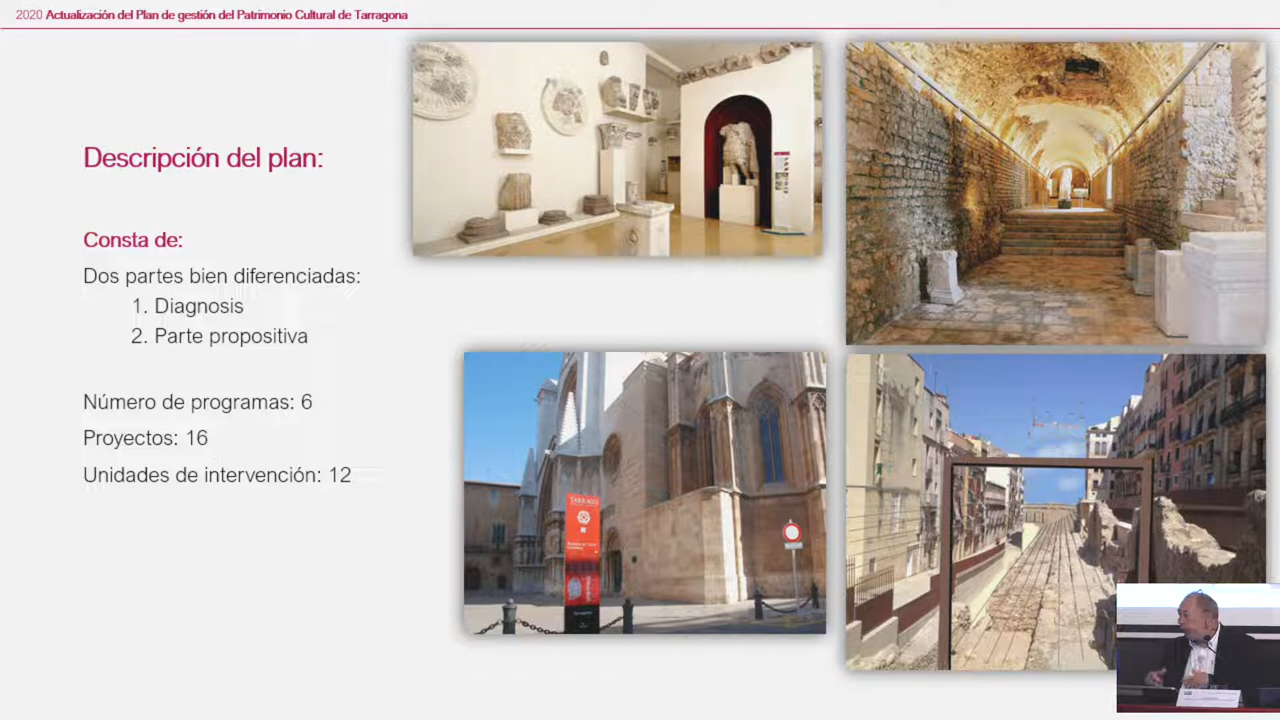 2020 Actualización del Plan de gestión del Patrimonio Cultural de Tarragona
Descripción del plan:
Consta de:
Dos partes bien diferenciadas:
1. Diagnosis
2. Parte propositiva
Número de programas: 6
Proyectos: 16
Unidades de intervención: 12
TARRACO